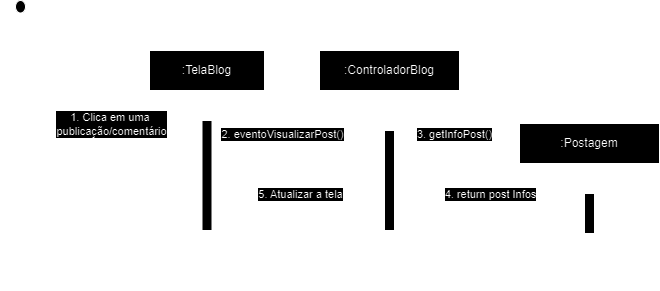 :TelaBlog
:ControladorBlog
1. Clica em uma
publicação/comentário
2. eventoVisualizarPost()
3. getInfoPost()
:Postagem
5. Atualizar a tela
4. return post Infos